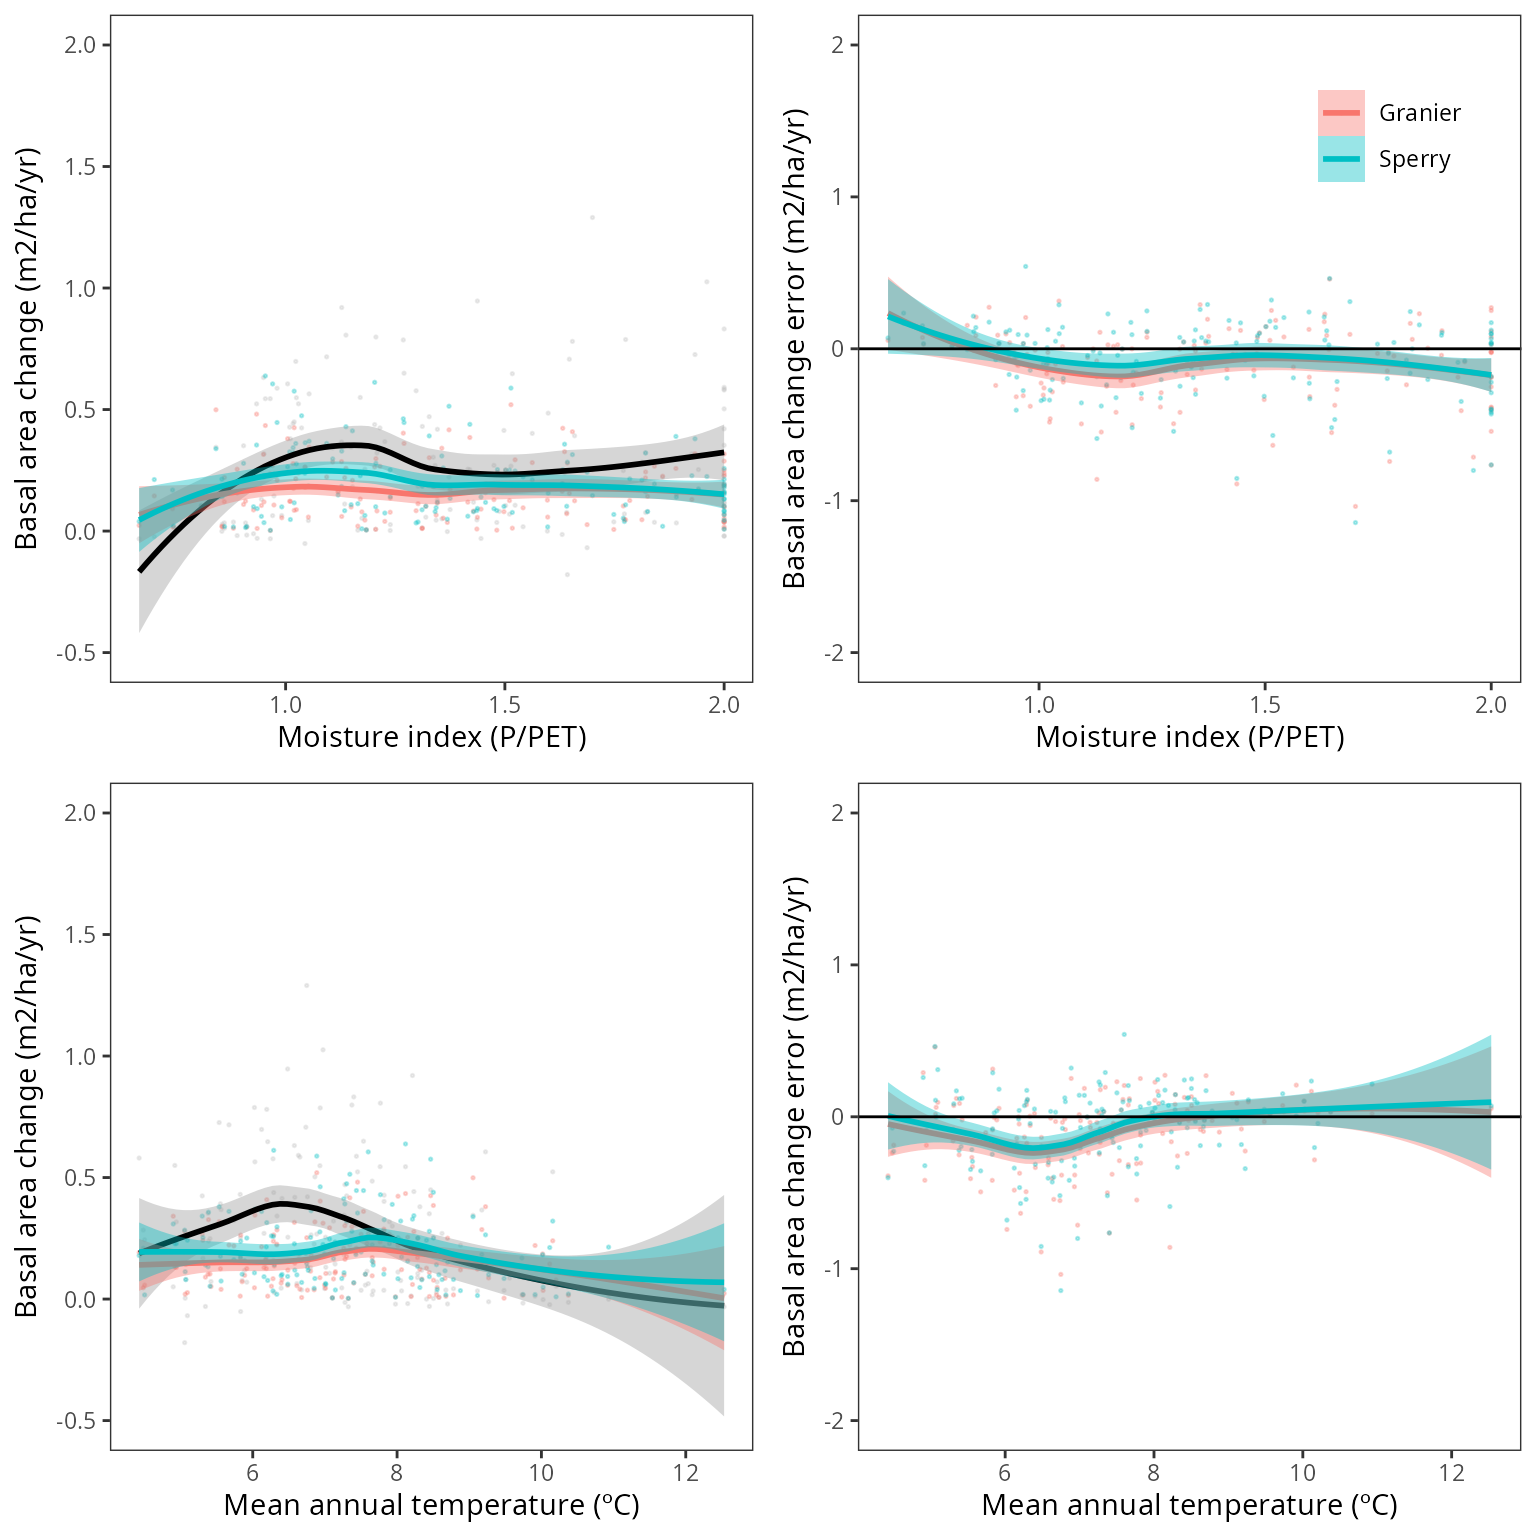 Basal area change (m2/ha/yr)
2.0
1.5
1.0
0.5
0.0
-0.5
1.0 1.5 2.0
Moisture index (P/PET)
Basal area change error (m2/ha/yr)
2
1
0
-1
-2
Granier
Sperry
1.0 1.5 2.0
Moisture index (P/PET)
Basal area change (m2/ha/yr)
2.0
1.5
1.0
0.5
0.0
-0.5
6 8 10 12
Mean annual temperature (ºC)
Basal area change error (m2/ha/yr)
2
1
0
-1
-2
6 8 10 12
Mean annual temperature (ºC)